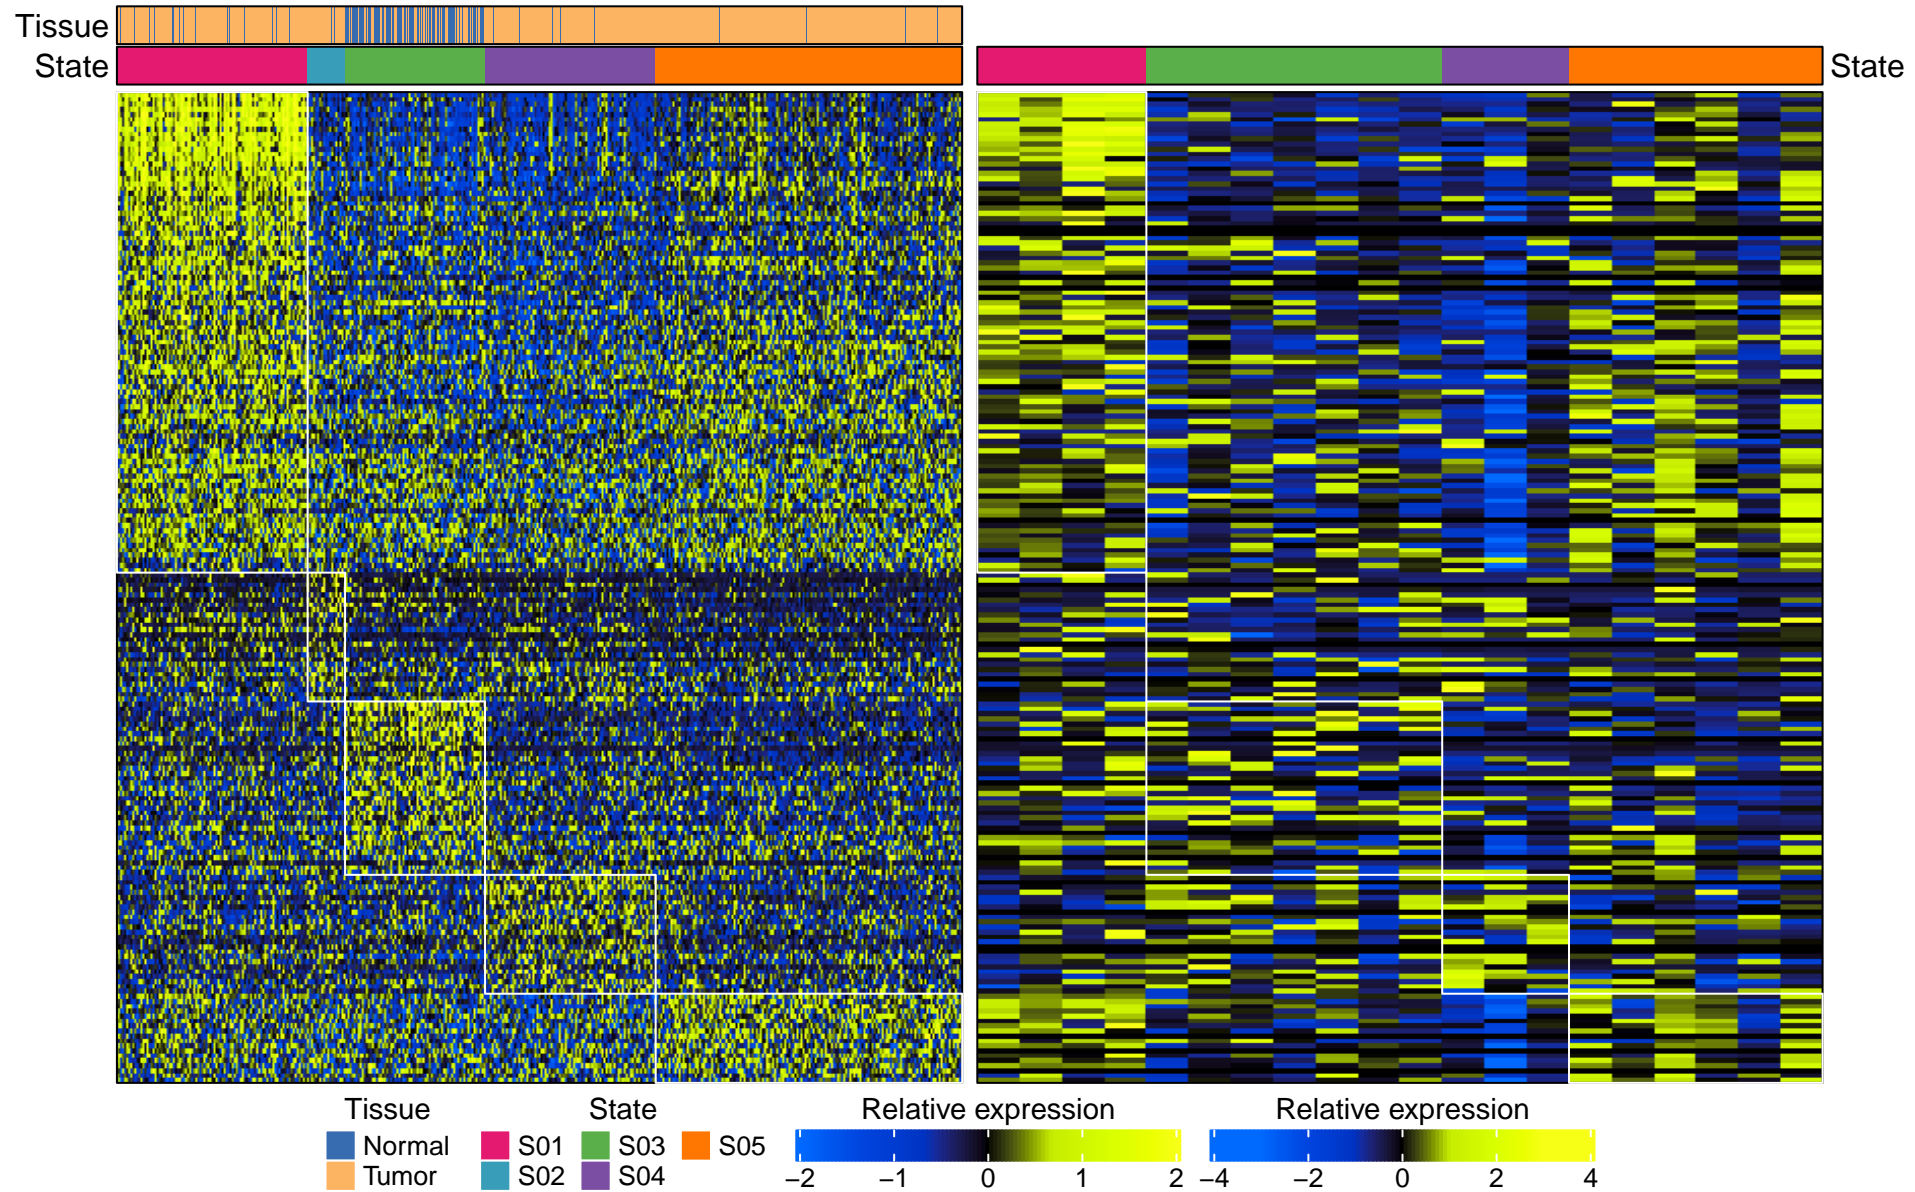 Tissue
State
State
Tissue State Relative expression Relative expression
Normal S01 S03 S05
Tumor S02 S04
−2 −1 0 1 2 −4 −2 0 2 4